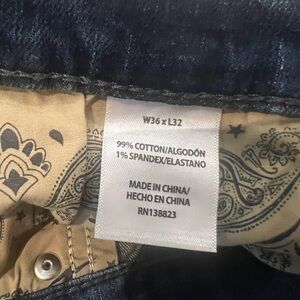 W36 x L32
99% COTTON/ALGODÓN
1% SPANDEX/ELASTANO
MADE IN CHINA/
HECHO EN CHINA
RN138823